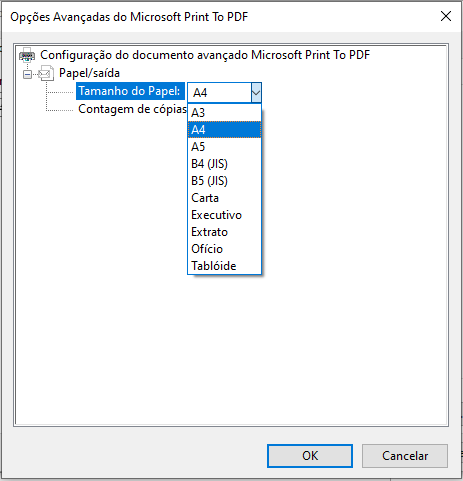 Opções Avançadas do Microsoft Print To PDF
Configuração do documento avançado Microsoft Print To PDF
Papel/saída
Tamanho do Papel: A4
Contagem de cópias
A3
A4
A5
B4 (JIS)
B5 (JIS)
Carta
Executivo
Extrato
Ofício
Tablóide
OK Cancelar